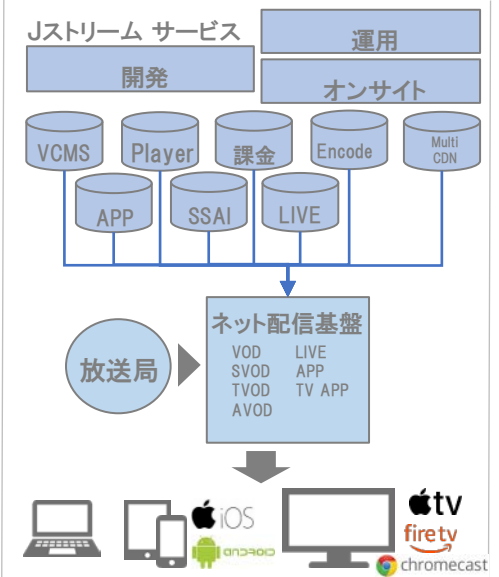 Jストリーム サービス
運用
開発
オンサイト
VCMS
Player
課金
Encode
Multi
CDN
APP
SSAI
LIVE
ネット配信基盤
VOD LIVE
SVOD APP
TVOD TV APP
AVOD
放送局
iOS
android
tv
firetv
chromecast